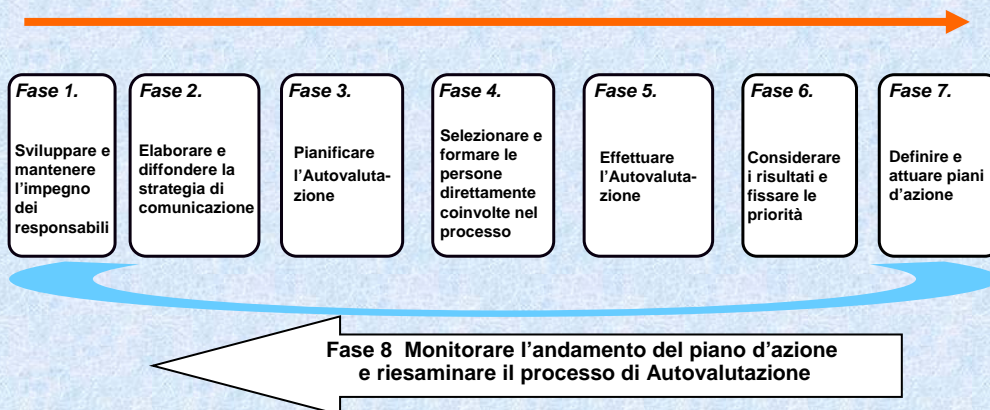 Fase 1.
Sviluppare e
mantenere
l'impegno
dei
responsabili
Fase 2.
Elaborare e
diffondere la
strategia di
comunicazione
Fase 3.
Pianificare
l'Autovaluta-
zione
Fase 4.
Selezionare e
formare le
persone
direttamente
coinvolte nel
processo
Fase 5.
Effettuare
l'Autovaluta-
zione
Fase 6.
Considerare
i risultati e
fissare le
priorità
Fase 7.
Definire e
attuare piani
d'azione
Fase 8 Monitorare l'andamento del piano d'azione
e riesaminare il processo di Autovalutazione